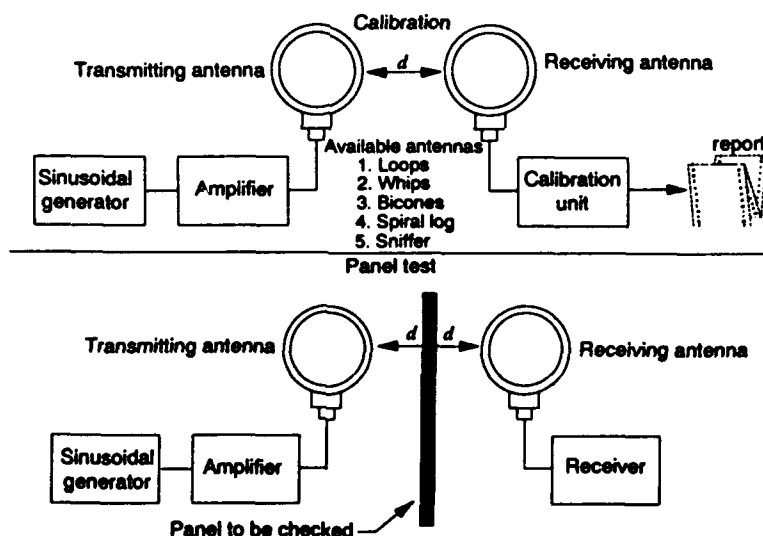 Calibration
Transmitting antenna
d
Receiving antenna
Available antennas
1. Loops
2. Whips
3. Bicones
4. Spiral log
5. Sniffer
Sinusoidal
generator
Amplifier
Calibration
unit
report
Panel test
Transmitting antenna
d d
Receiving antenna
Sinusoidal
generator
Amplifier
Receiver
Panel to be checked